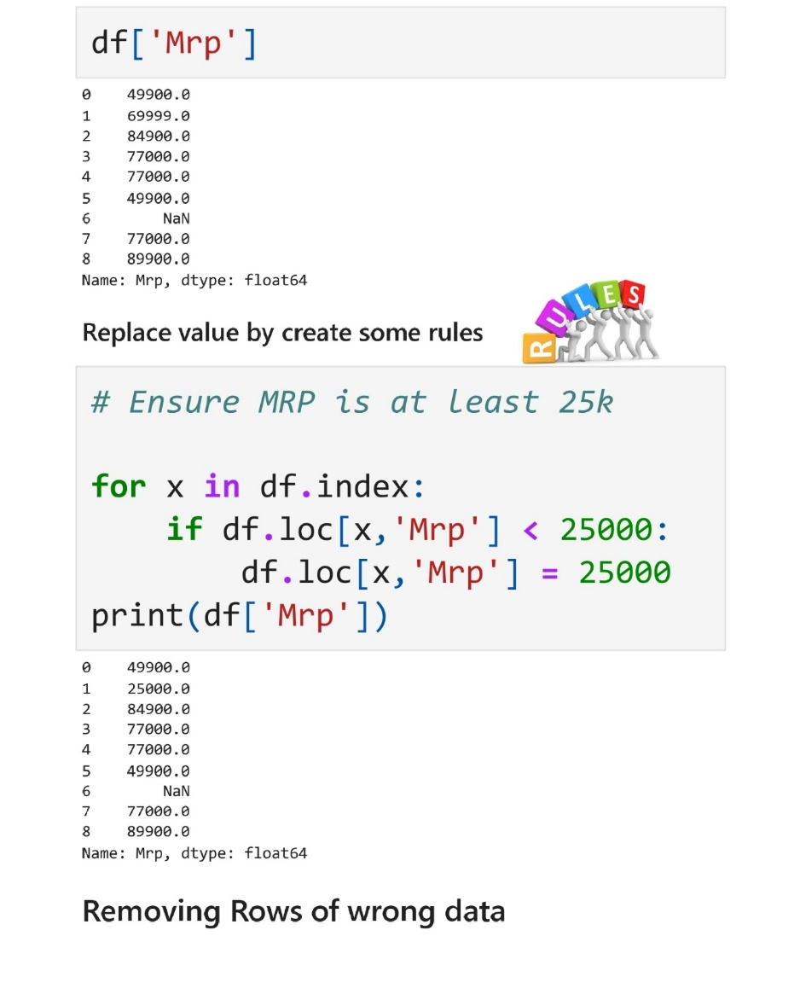 df['Mrp']
0    49900.0
1    69999.0
2    84900.0
3    77000.0
4    77000.0
5    49900.0
6        NaN
7    77000.0
8    89900.0
Name: Mrp, dtype: float64
RULES
Replace value by create some rules
# Ensure MRP is at least 25k
for x in df.index:
    if df.loc[x,'Mrp'] < 25000:
        df.loc[x,'Mrp'] = 25000
print(df['Mrp'])
0    49900.0
1    25000.0
2    84900.0
3    77000.0
4    77000.0
5    49900.0
6        NaN
7    77000.0
8    89900.0
Name: Mrp, dtype: float64
Removing Rows of wrong data